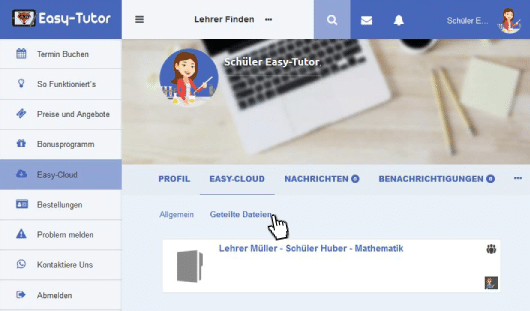 Easy-Tutor
Lehrer Finden
Schüler E...
Termin Buchen
So Funktioniert's
Preise und Angebote
Bonusprogramm
Easy-Cloud
Bestellungen
Problem melden
Kontaktiere Uns
Abmelden
Schüler Easy-Tutor
PROFIL
EASY-CLOUD
NACHRICHTEN 0
BENACHRICHTIGUNGEN 0
Allgemein
Geteilte Dateien
Lehrer Müller - Schüler Huber - Mathematik